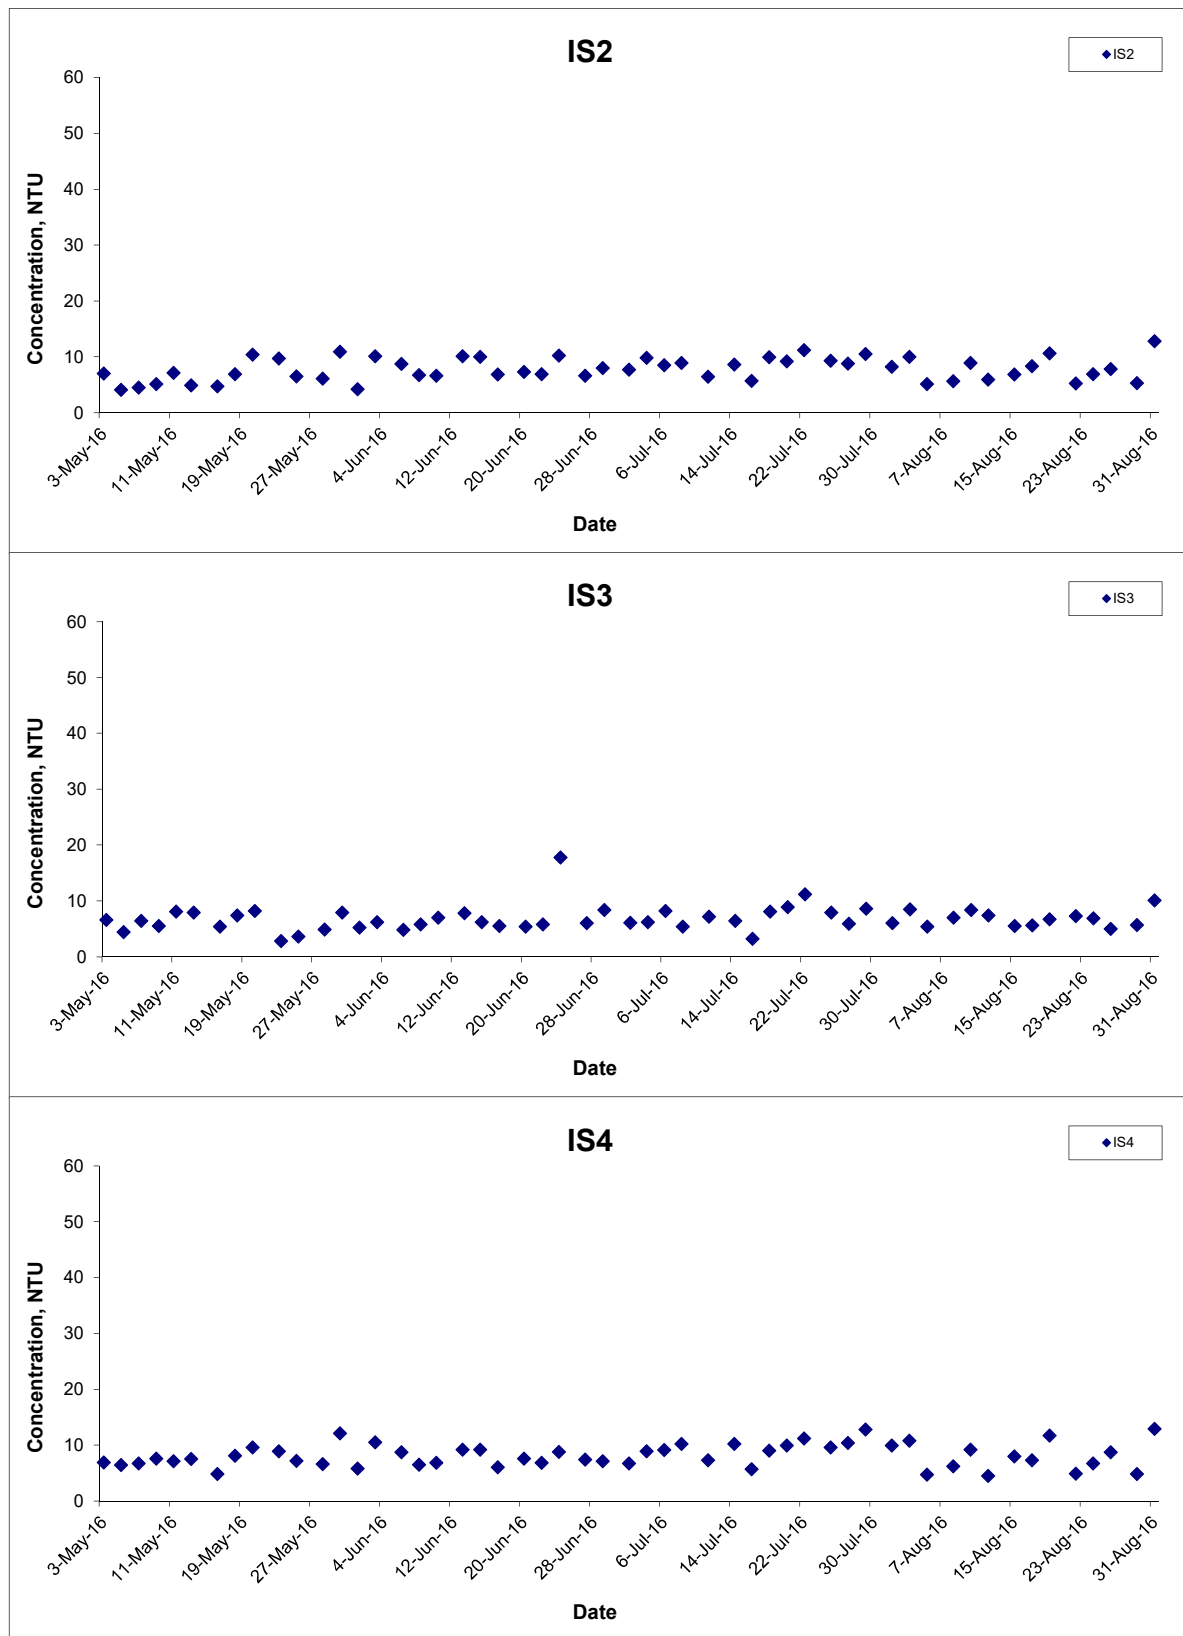 IS2
IS2
60
50
40
30
20
10
0
Concentration, NTU
3-May-16
11-May-16
19-May-16
27-May-16
4-Jun-16
12-Jun-16
20-Jun-16
28-Jun-16
6-Jul-16
14-Jul-16
22-Jul-16
30-Jul-16
7-Aug-16
15-Aug-16
23-Aug-16
31-Aug-16
Date
IS3
IS3
60
50
40
30
20
10
0
Concentration, NTU
3-May-16
11-May-16
19-May-16
27-May-16
4-Jun-16
12-Jun-16
20-Jun-16
28-Jun-16
6-Jul-16
14-Jul-16
22-Jul-16
30-Jul-16
7-Aug-16
15-Aug-16
23-Aug-16
31-Aug-16
Date
IS4
IS4
60
50
40
30
20
10
0
Concentration, NTU
3-May-16
11-May-16
19-May-16
27-May-16
4-Jun-16
12-Jun-16
20-Jun-16
28-Jun-16
6-Jul-16
14-Jul-16
22-Jul-16
30-Jul-16
7-Aug-16
15-Aug-16
23-Aug-16
31-Aug-16
Date